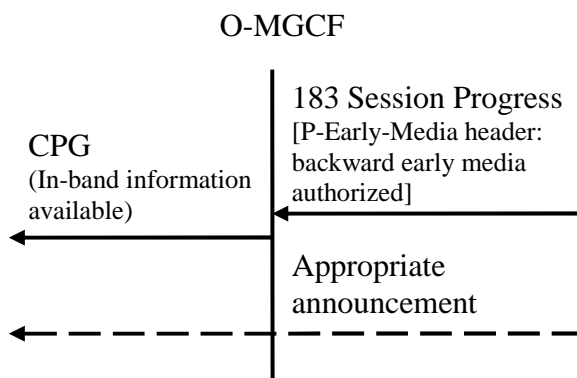 O-MGCF
183 Session Progress
[P-Early-Media header:
backward early media
authorized]
CPG
(In-band information
available)
Appropriate
announcement